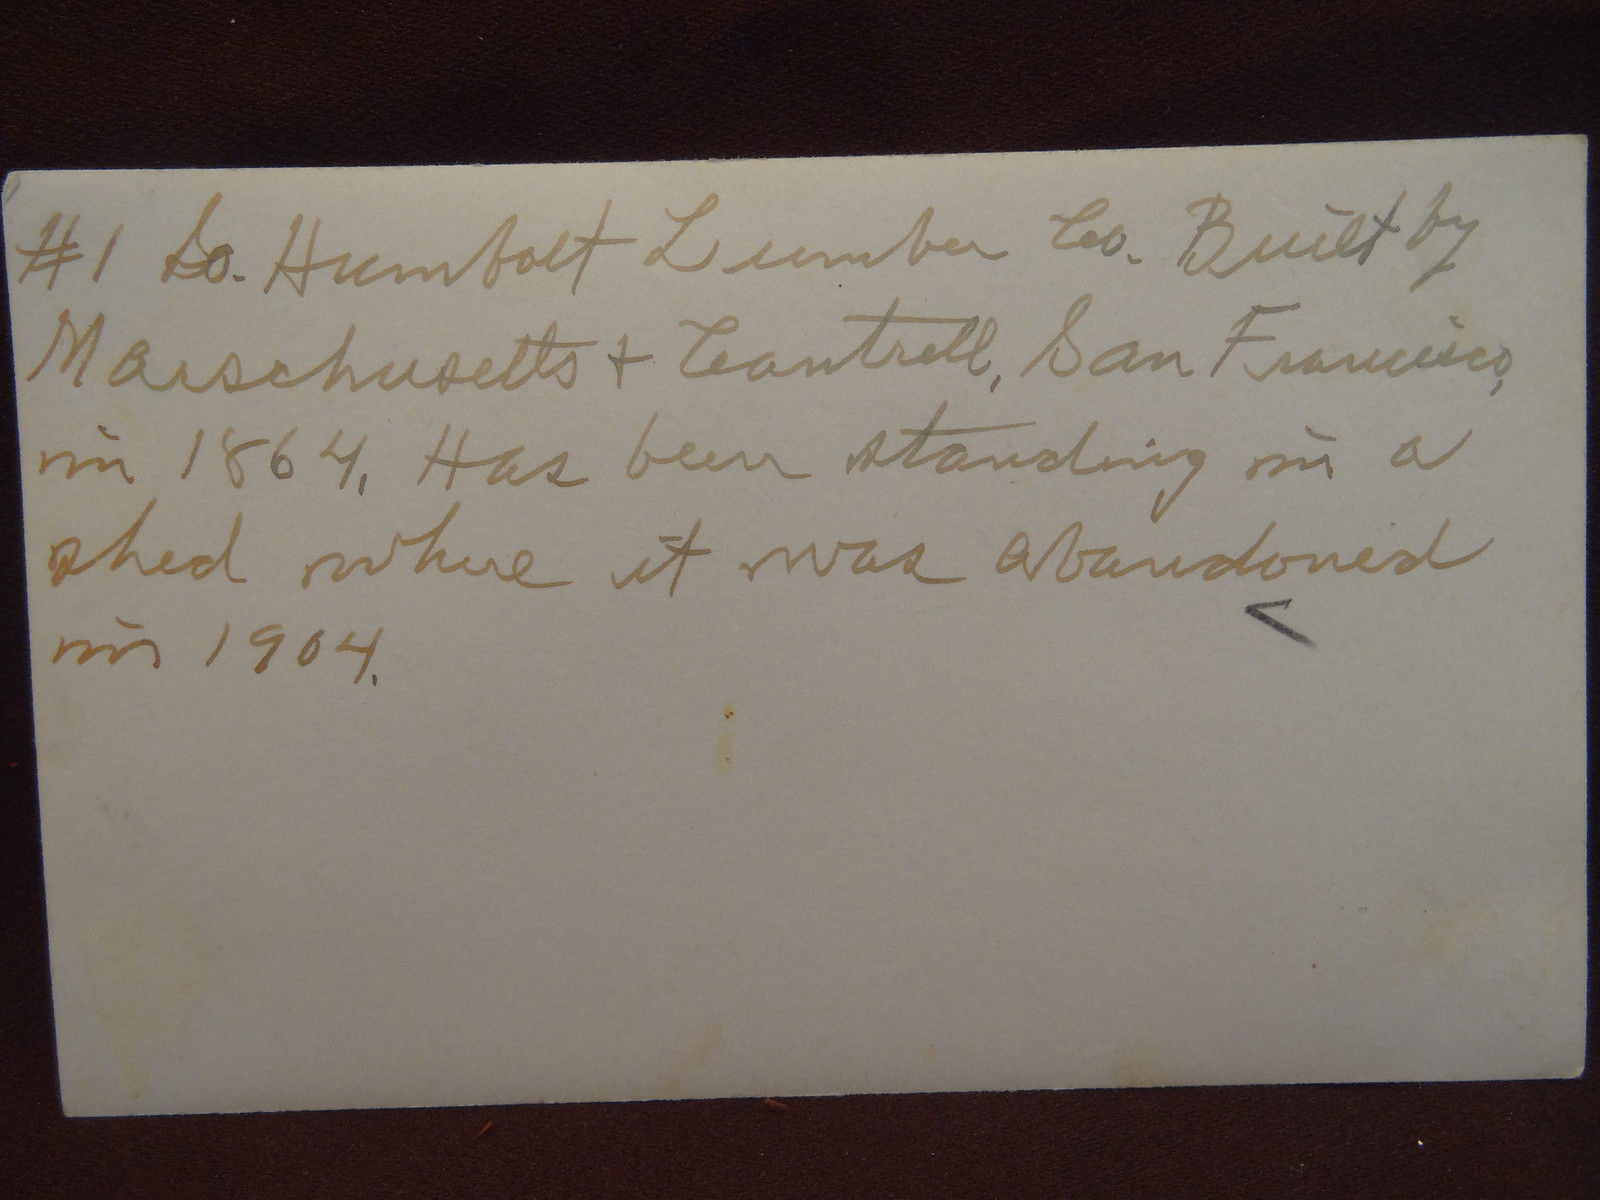 #1 So. Humbolt Lumber Co. Built by
Marschusetts + Cantrell, San Francisco,
in 1864. Has been standing in a
shed where it was abandoned
in 1904.